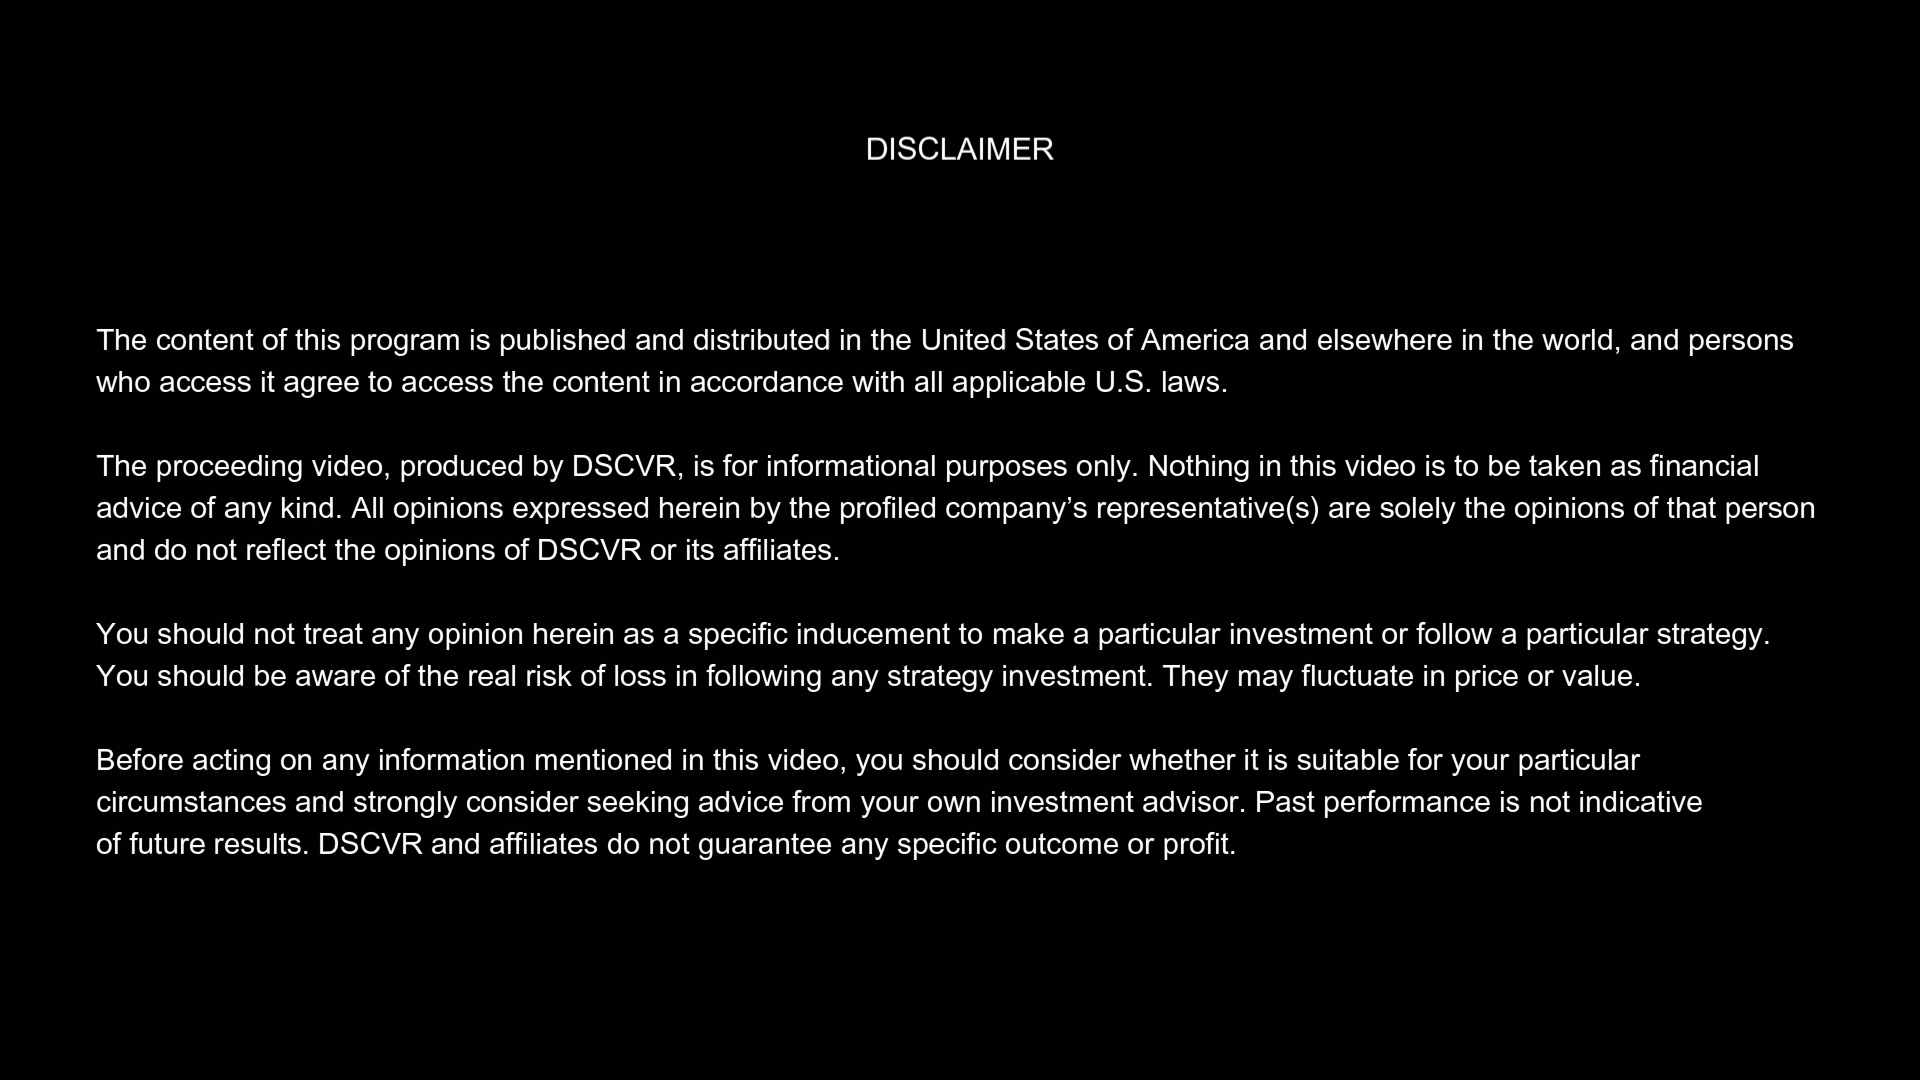 DISCLAIMER
The content of this program is published and distributed in the United States of America and elsewhere in the world, and persons
who access it agree to access the content in accordance with all applicable U.S. laws.
The proceeding video, produced by DSCVR, is for informational purposes only. Nothing in this video is to be taken as financial
advice of any kind. All opinions expressed herein by the profiled company’s representative(s) are solely the opinions of that person
and do not reflect the opinions of DSCVR or its affiliates.
You should not treat any opinion herein as a specific inducement to make a particular investment or follow a particular strategy.
You should be aware of the real risk of loss in following any strategy investment. They may fluctuate in price or value.
Before acting on any information mentioned in this video, you should consider whether it is suitable for your particular
circumstances and strongly consider seeking advice from your own investment advisor. Past performance is not indicative
of future results. DSCVR and affiliates do not guarantee any specific outcome or profit.